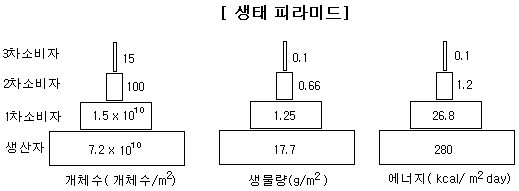 [ 생태 피라미드]
3차소비자 15 0.1 0.1
2차소비자 100 0.66 1.2
1차소비자 1.5 x 10¹⁰ 1.25 26.8
생산자 7.2 x 10¹⁰ 17.7 280
개체수( 개체수/m²) 생물량(g/m²) 에너지( kcal/ m² day)